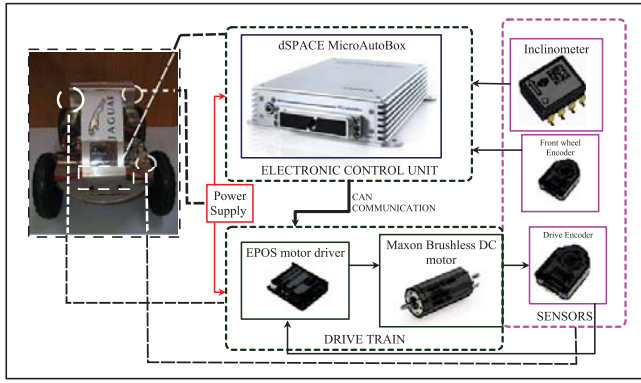 dSPACE MicroAutoBox
Inclinometer
JAGUAR
Front wheel
Encoder
ELECTRONIC CONTROL UNIT
Power
Supply
CAN
COMMUNICATION
EPOS motor driver
Maxon Brushless DC
motor
Drive Encoder
SENSORS
DRIVE TRAIN